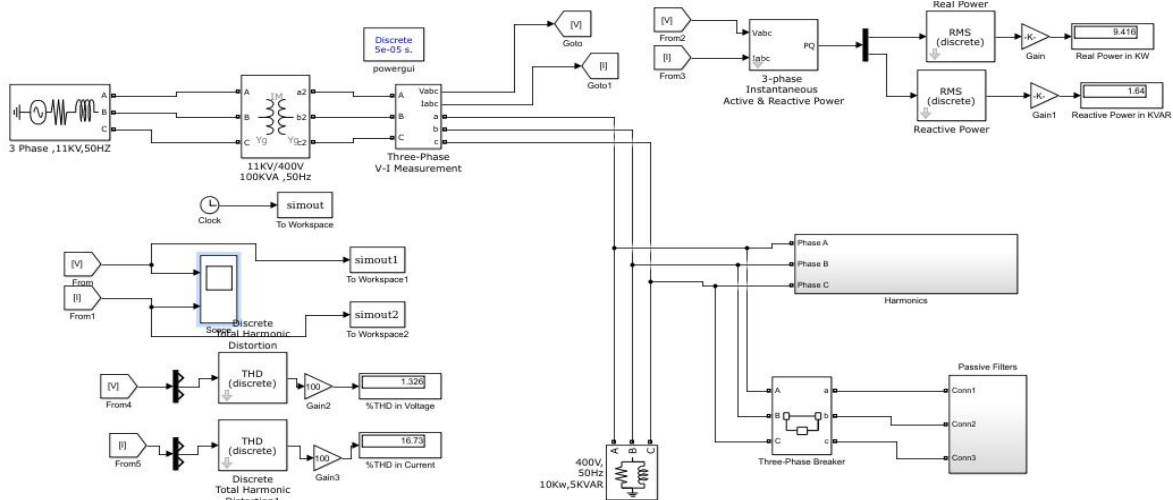 Discrete
5e-05 s.
powergui
[V]
Goto
[I]
Goto1
[V]
From2
[I]
From3
Vabc
Iabc
PQ
3-phase
Instantaneous
Active & Reactive Power
Real Power
RMS
(discrete)
-K-
Gain
9.416
Real Power in KW
RMS
(discrete)
Reactive Power
-K-
Gain1
1.64
Reactive Power in KVAR
A
B
C
3 Phase ,11KV,50HZ
A
B
C
1M
Yg
Yg
a2
b2
c2
11KV/400V
100KVA ,50Hz
A
B
C
Vabc
Iabc
a
b
c
Three-Phase
V-I Measurement
Clock
simout
To Workspace
[V]
From
[I]
From1
Scope
simout1
To Workspace1
simout2
To Workspace2
Discrete
Total Harmonic
Distortion
[V]
From4
THD
(discrete)
100
Gain2
1.326
%THD in Voltage
[I]
From5
THD
(discrete)
Discrete
Total Harmonic
Distortion1
100
Gain3
16.73
%THD in Current
Phase A
Phase B
Phase C
Harmonics
A
B
C
a
b
c
Three-Phase Breaker
Passive Filters
Conn1
Conn2
Conn3
A B C
400V,
50Hz
10Kw,5KVAR